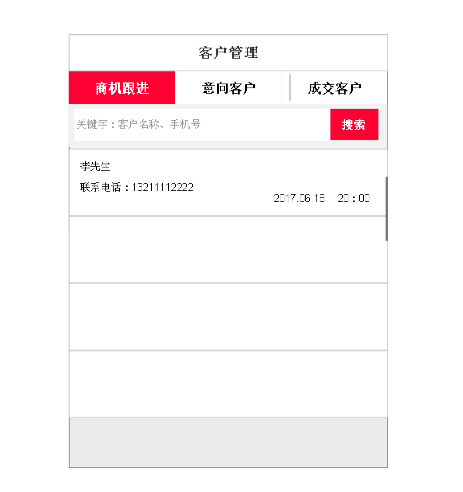 客户管理
商机跟进 意向客户 成交客户
关键字：客户名称、手机号 搜索
李先生
联系电话：13211112222
2017.06.18 20：00